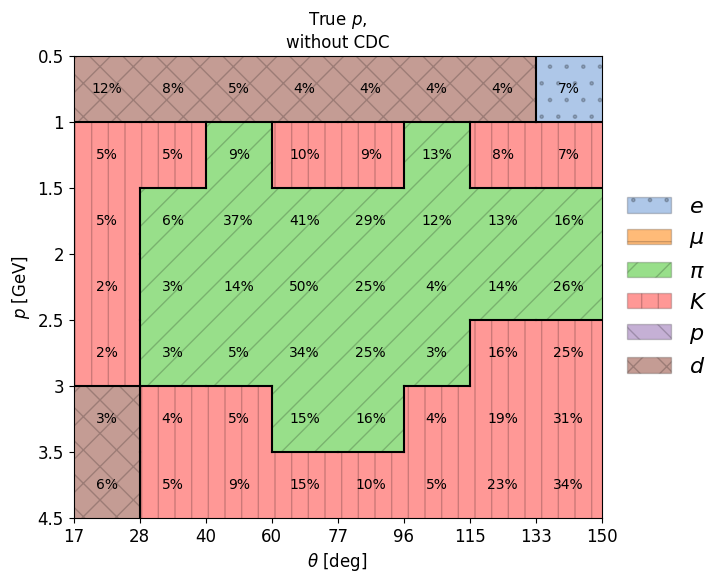 True p,
without CDC
0.5
12% 8% 5% 4% 4% 4% 4% 7%
1
5% 5% 9% 10% 9% 13% 8% 7%
1.5
5% 6% 37% 41% 29% 12% 13% 16%
2
2% 3% 14% 50% 25% 4% 14% 26%
2.5
2% 3% 5% 34% 25% 3% 16% 25%
3
3% 4% 5% 15% 16% 4% 19% 31%
3.5
6% 5% 9% 15% 10% 5% 23% 34%
4.5
17 28 40 60 77 96 115 133 150
θ [deg]
p [GeV]
e
μ
π
K
p
d